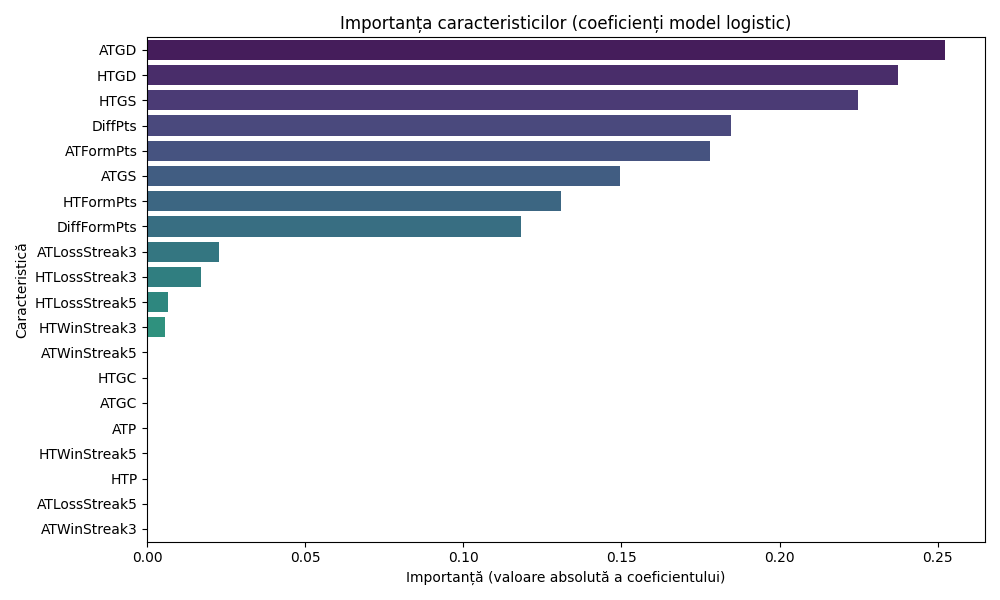 Importanța caracteristicilor (coeficienți model logistic)
Caracteristică
ATGD
HTGD
HTGS
DiffPts
ATFormPts
ATGS
HTFormPts
DiffFormPts
ATLossStreak3
HTLossStreak3
HTLossStreak5
HTWinStreak3
ATWinStreak5
HTGC
ATGC
ATP
HTWinStreak5
HTP
ATLossStreak5
ATWinStreak3
0.00 0.05 0.10 0.15 0.20 0.25
Importanță (valoare absolută a coeficientului)